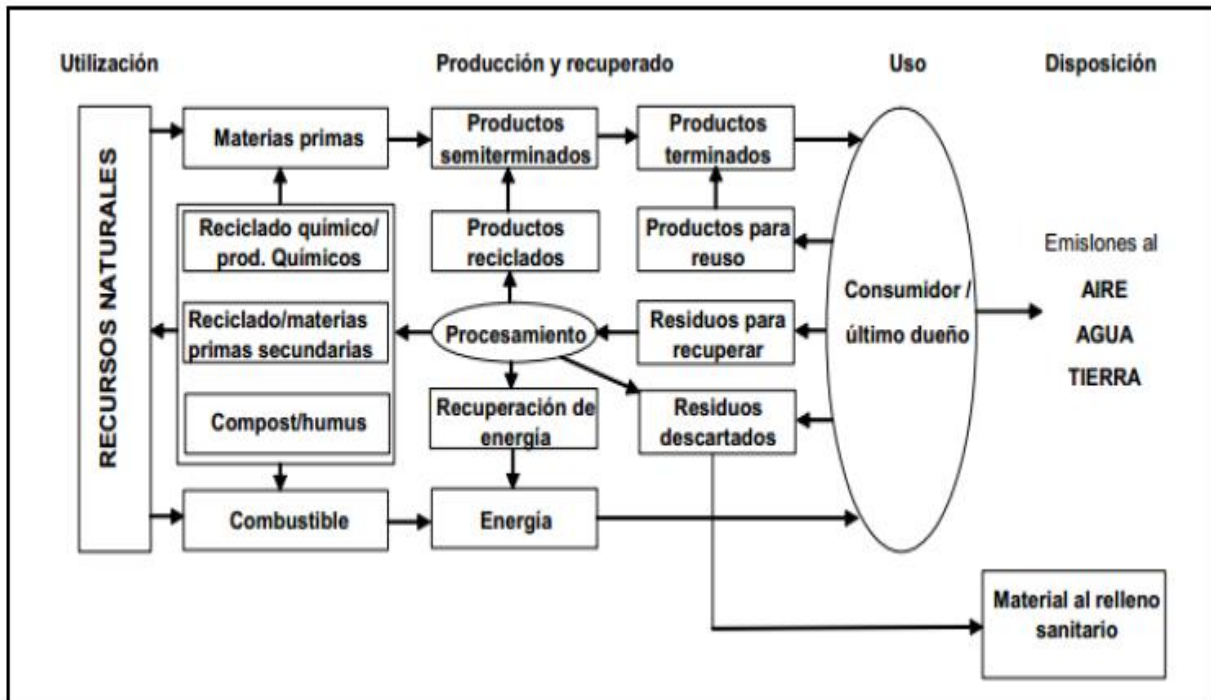 Utilización
Producción y recuperado
Uso
Disposición
RECURSOS NATURALES
Materias primas
Productos
semiterminados
Productos
terminados
Reciclado químico/
prod. Químicos
Productos
reciclados
Productos para
reuso
Reciclado/materias
primas secundarias
Procesamiento
Residuos para
recuperar
Consumidor /
último dueño
Emislones al
AIRE
AGUA
TIERRA
Compost/humus
Recuperación de
energía
Residuos
descartados
Combustible
Energía
Material al relleno
sanitario